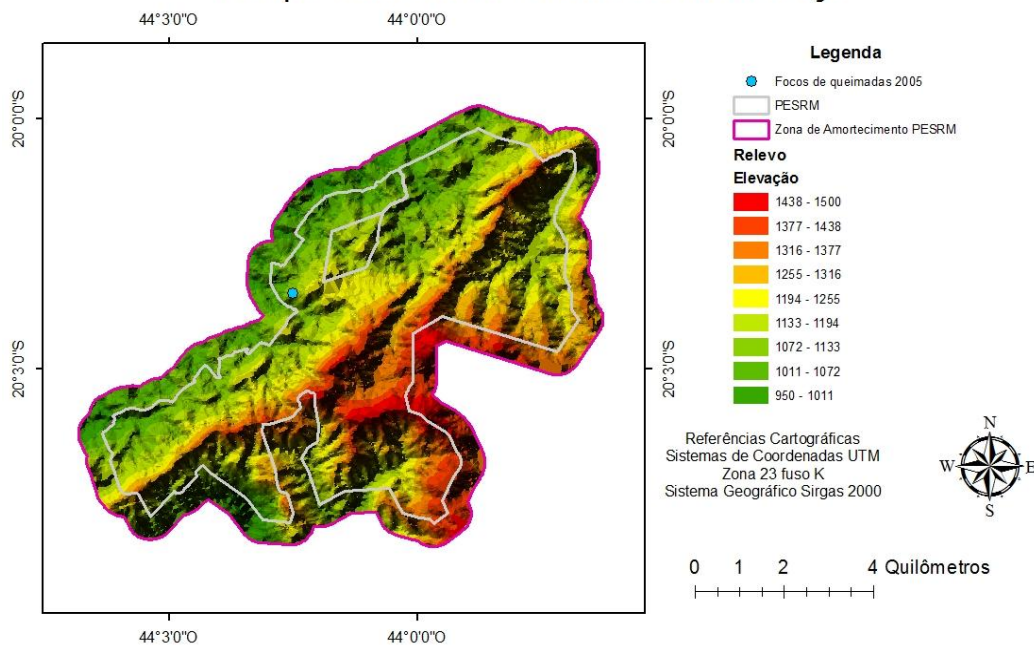 44°3'0"O 44°0'0"O
20°0'0"S
20°0'0"S
20°3'0"S
20°3'0"S
44°3'0"O 44°0'0"O
Legenda
Focos de queimadas 2005
PESRM
Zona de Amortecimento PESRM
Relevo
Elevação
1438 - 1500
1377 - 1438
1316 - 1377
1255 - 1316
1194 - 1255
1133 - 1194
1072 - 1133
1011 - 1072
950 - 1011
Referências Cartográficas
Sistemas de Coordenadas UTM
Zona 23 fuso K
Sistema Geográfico Sirgas 2000
N
W E
S
0 1 2 4 Quilômetros